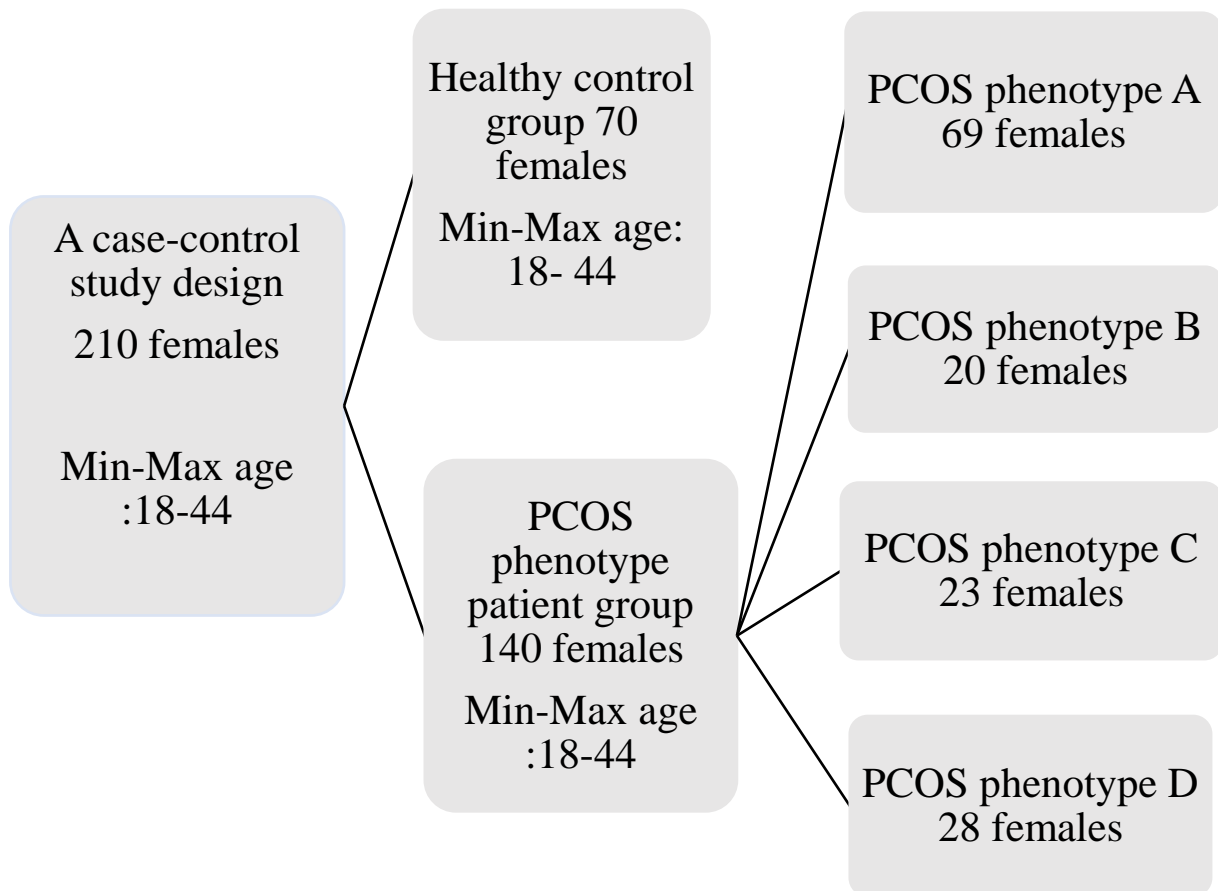 A case-control
study design
210 females
Min-Max age
:18-44
Healthy control
group 70
females
Min-Max age:
18- 44
PCOS
phenotype
patient group
140 females
Min-Max age
:18-44
PCOS phenotype A
69 females
PCOS phenotype B
20 females
PCOS phenotype C
23 females
PCOS phenotype D
28 females